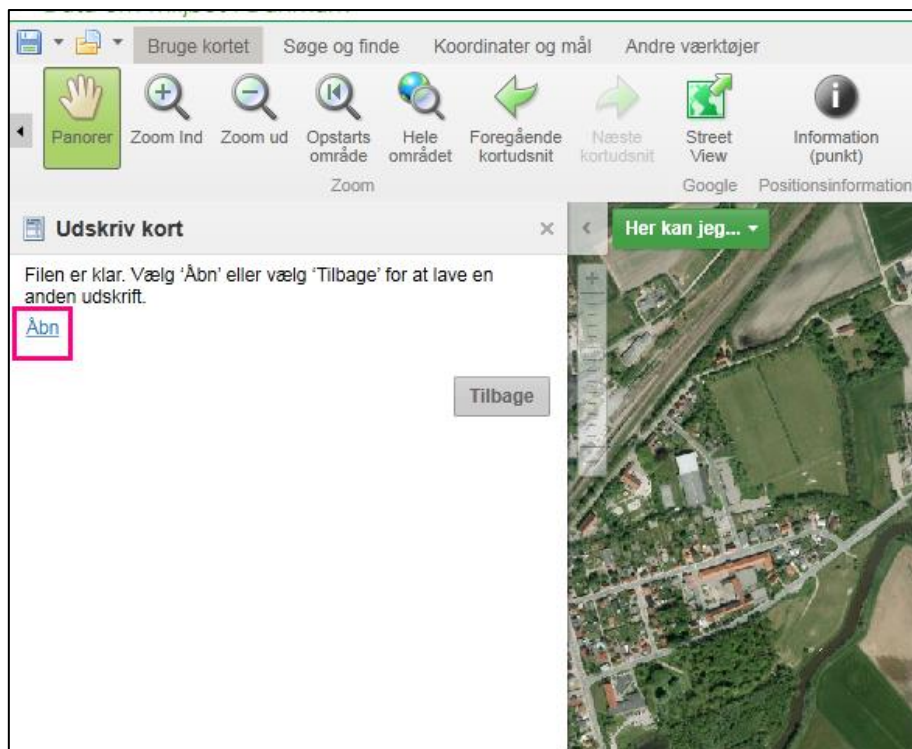 Bruge kortet Søge og finde Koordinater og mål Andre værktøjer
Panorer Zoom Ind Zoom ud Opstarts område Hele området Foregående kortudsnit Næste kortudsnit Street View Information (punkt)
Zoom Google Positionsinformation
Udskriv kort
Her kan jeg...
Filen er klar. Vælg ‘Åbn’ eller vælg ‘Tilbage’ for at lave en
anden udskrift.
Åbn
Tilbage